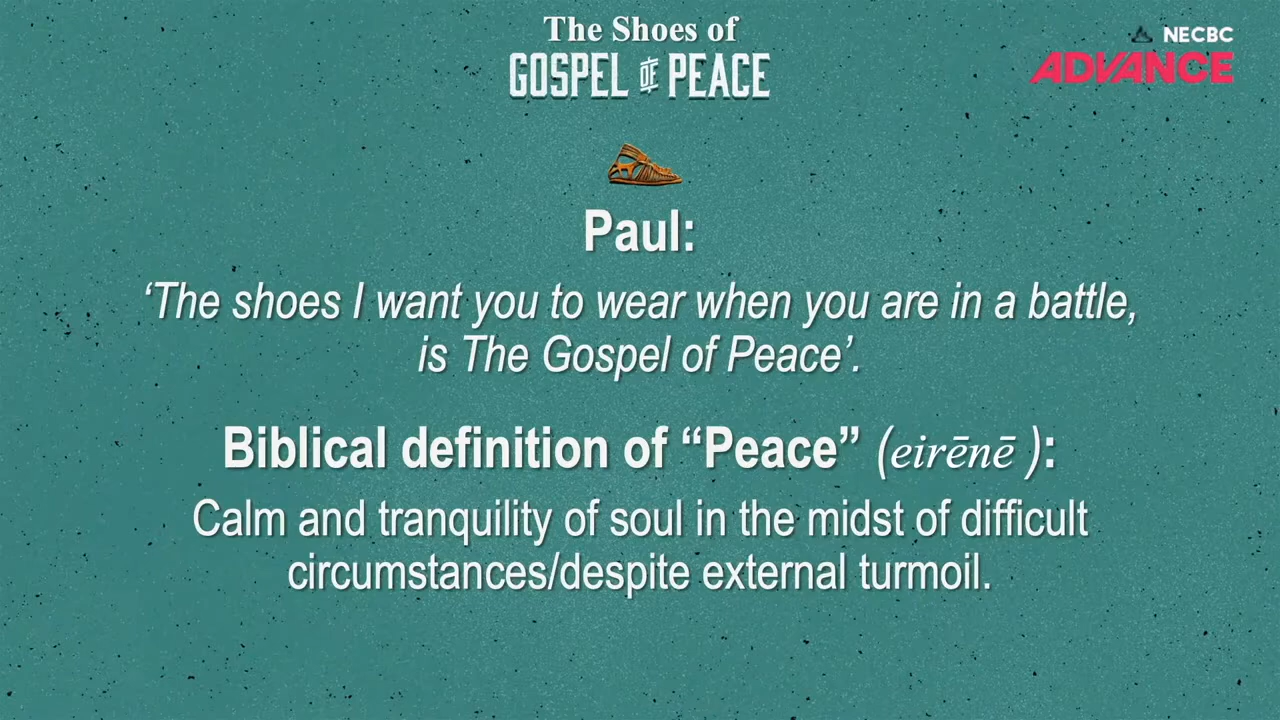 The Shoes of
GOSPEL OF PEACE
NECBC
ADVANCE
Paul:
‘The shoes I want you to wear when you are in a battle,
is The Gospel of Peace’.
Biblical definition of “Peace” (eirēnē ):
Calm and tranquility of soul in the midst of difficult
circumstances/despite external turmoil.